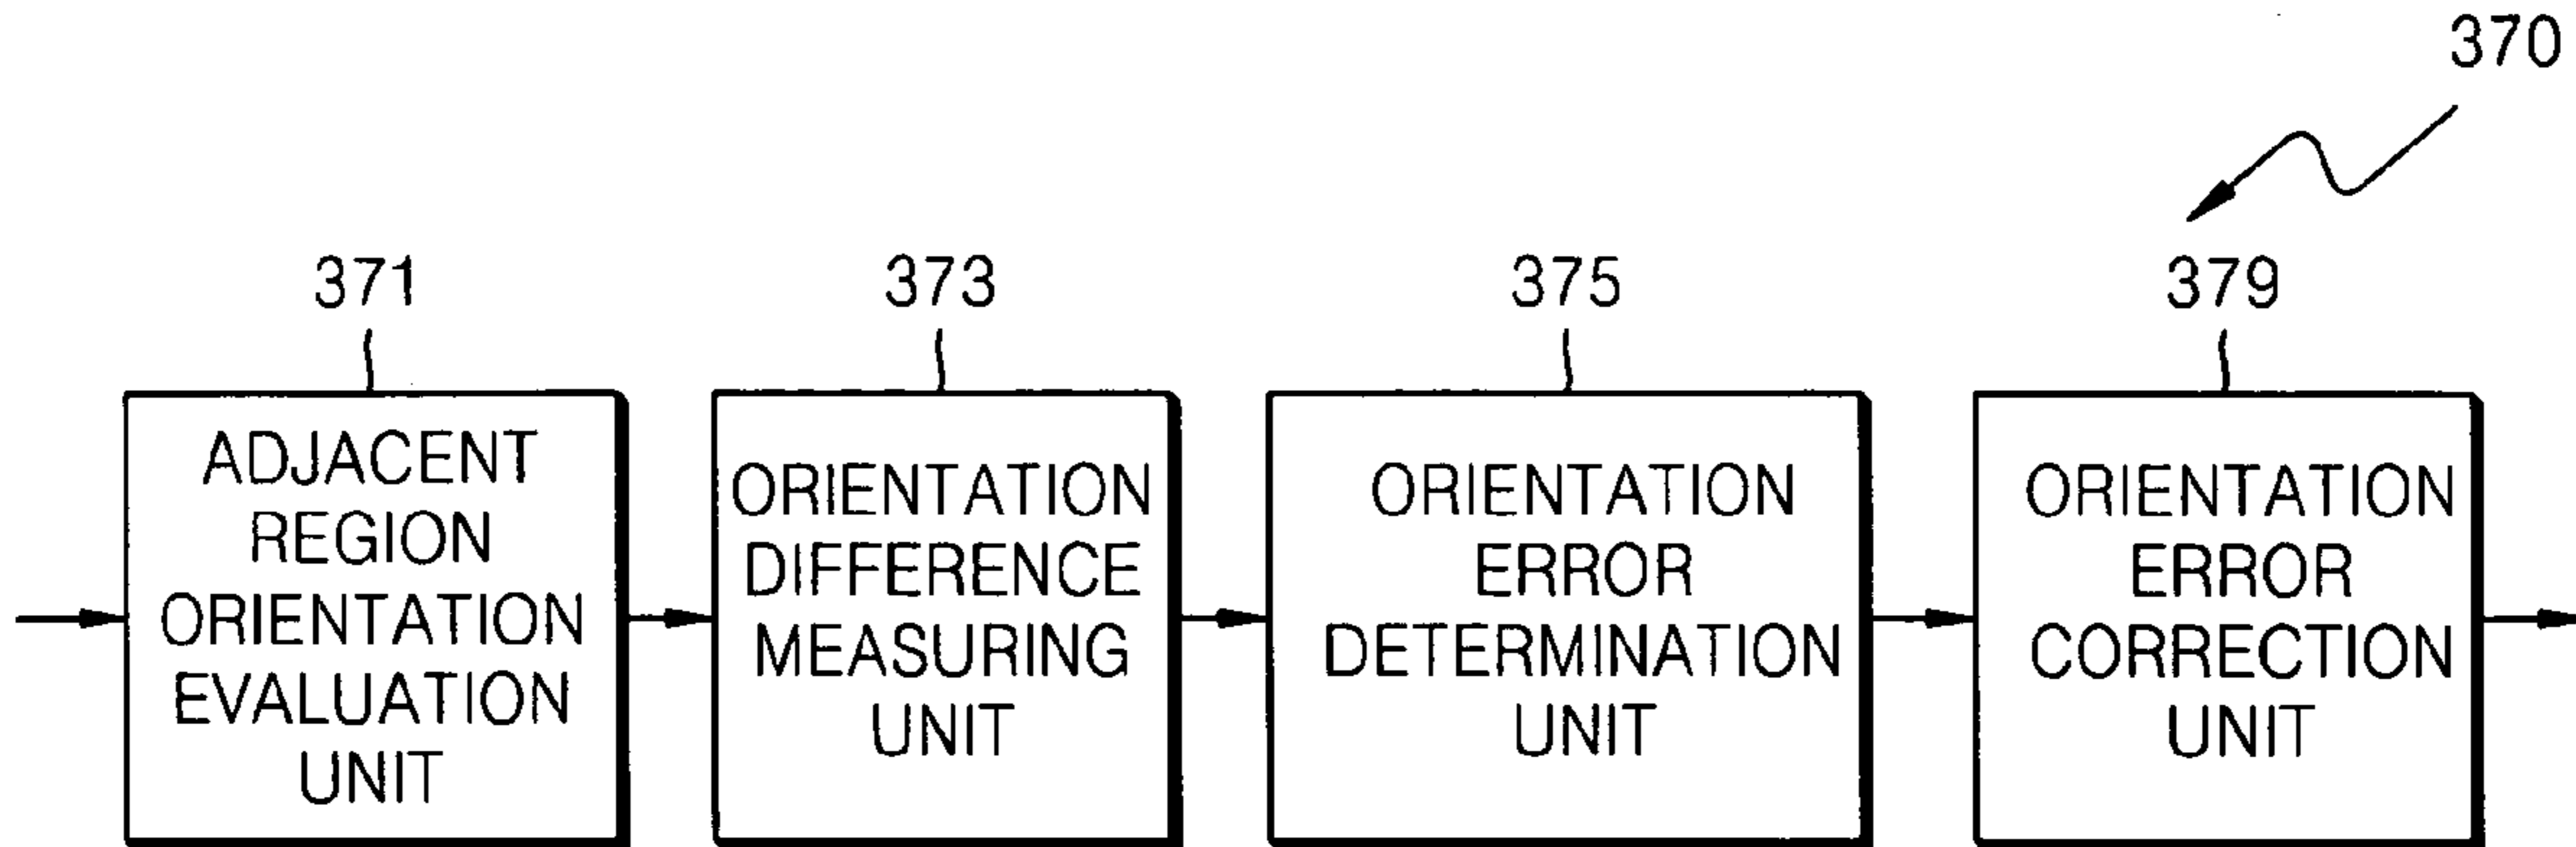 370
371
373
375
379
ADJACENT
REGION
ORIENTATION
EVALUATION
UNIT
ORIENTATION
DIFFERENCE
MEASURING
UNIT
ORIENTATION
ERROR
DETERMINATION
UNIT
ORIENTATION
ERROR
CORRECTION
UNIT